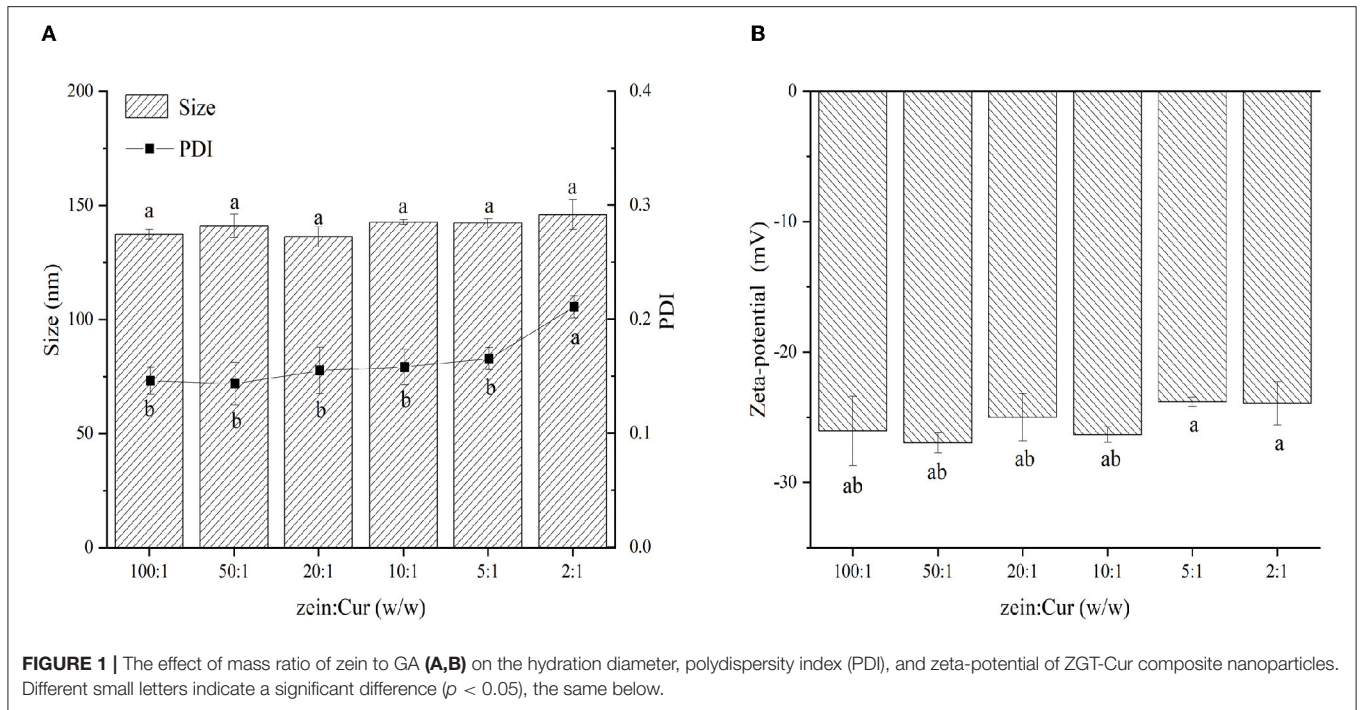 A
B
200
150
100
50
0
Size (nm)
Size
PDI
a
a
a
a
a
a
b
b
b
b
b
a
0.4
0.3
0.2
0.1
0.0
PDI
100:1 50:1 20:1 10:1 5:1 2:1
zein:Cur (w/w)
0
-10
-20
-30
Zeta-potential (mV)
ab
ab
ab
ab
a
a
100:1 50:1 20:1 10:1 5:1 2:1
zein:Cur (w/w)
FIGURE 1 | The effect of mass ratio of zein to GA (A,B) on the hydration diameter, polydispersity index (PDI), and zeta-potential of ZGT-Cur composite nanoparticles.
Different small letters indicate a significant difference (p < 0.05), the same below.